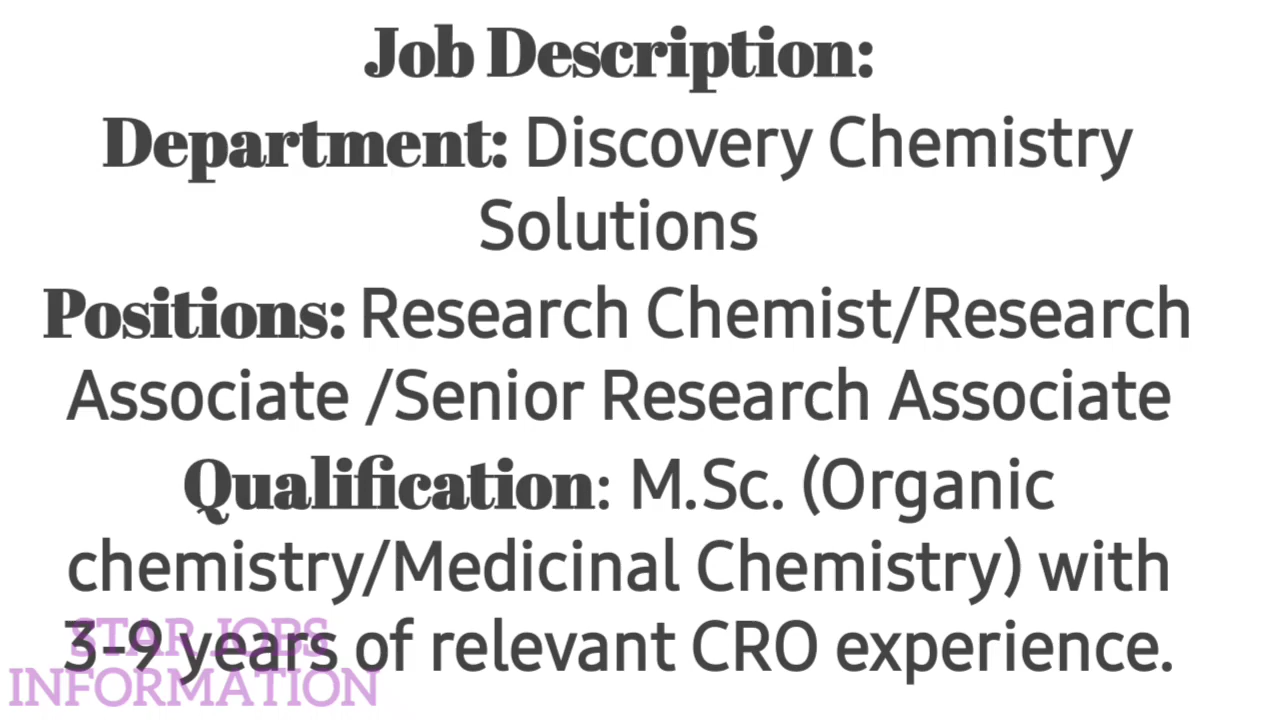 Job Description:
Department: Discovery Chemistry
Solutions
Positions: Research Chemist/Research
Associate /Senior Research Associate
Qualification: M.Sc. (Organic
chemistry/Medicinal Chemistry) with
3-9 years of relevant CRO experience.
STAR JOBS
INFORMATION